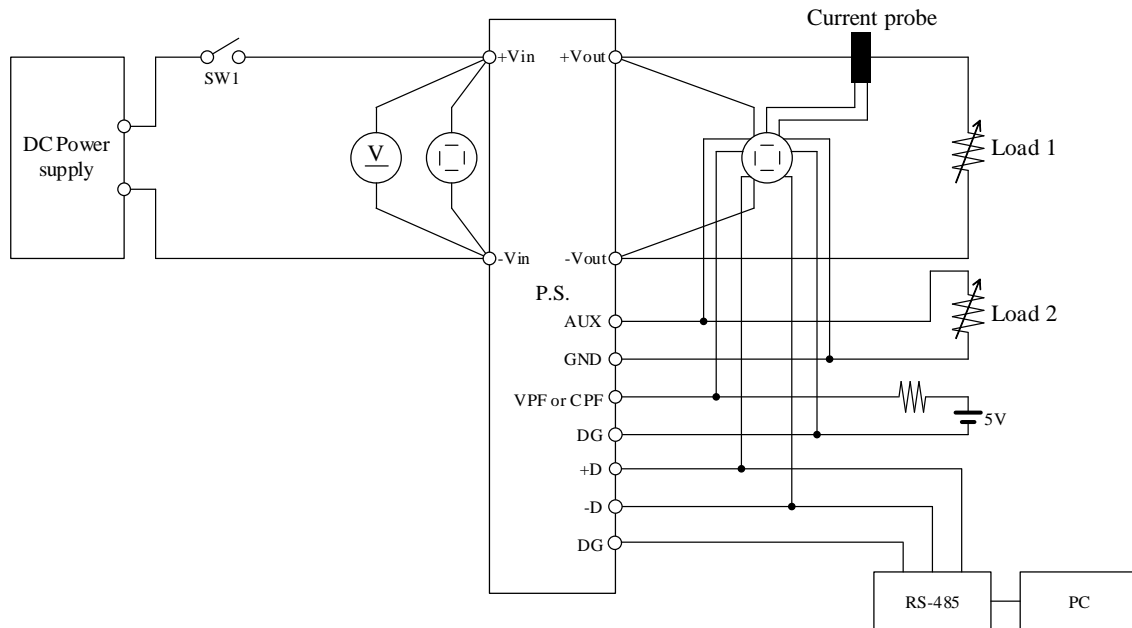 Current probe
+Vin
+Vout
SW1
DC Power
supply
V
Load 1
-Vin
-Vout
P.S.
AUX
Load 2
GND
VPF or CPF
5V
DG
+D
-D
DG
RS-485
PC